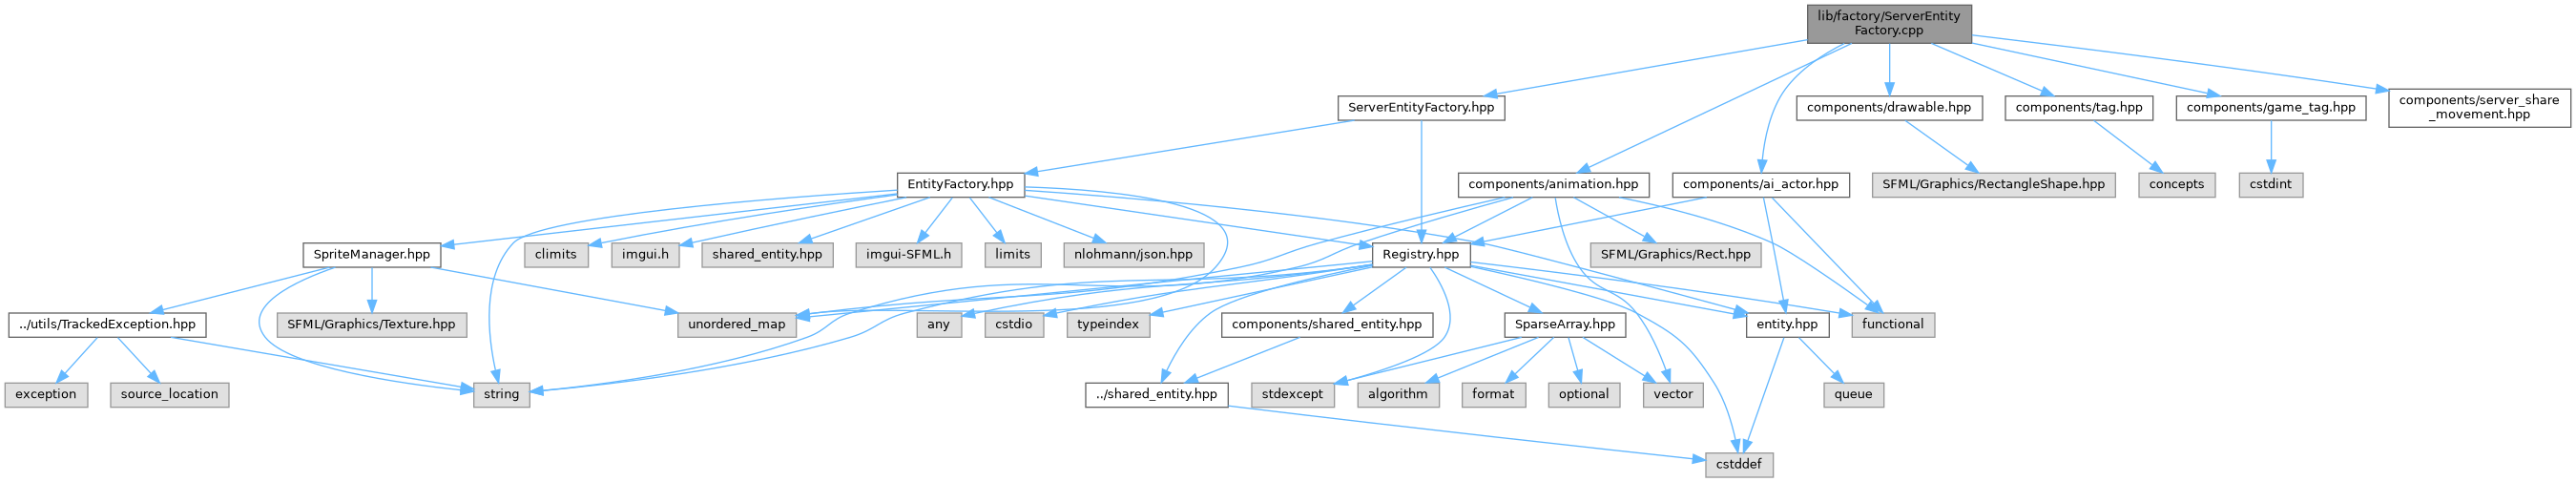 lib/factory/ServerEntity
Factory.cpp
ServerEntityFactory.hpp
components/drawable.hpp
components/tag.hpp
components/game_tag.hpp
components/server_share
_movement.hpp
EntityFactory.hpp
components/animation.hpp
components/ai_actor.hpp
SFML/Graphics/RectangleShape.hpp
concepts
cstdint
SpriteManager.hpp
climits
imgui.h
shared_entity.hpp
imgui-SFML.h
limits
nlohmann/json.hpp
Registry.hpp
SFML/Graphics/Rect.hpp
../utils/TrackedException.hpp
SFML/Graphics/Texture.hpp
unordered_map
any
cstdio
typeindex
components/shared_entity.hpp
SparseArray.hpp
entity.hpp
functional
exception
source_location
string
../shared_entity.hpp
stdexcept
algorithm
format
optional
vector
queue
cstddef